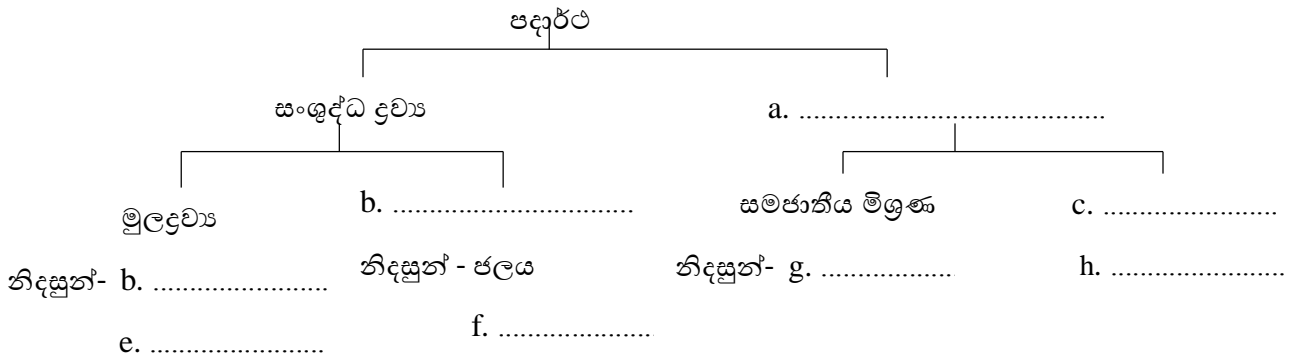 පදාර්ථ
සංශුද්ධ ද්‍රව්‍ය a. .........................................
මුලද්‍රව්‍ය b. ................................ සමජාතීය මිශ්‍රණ c. ........................
නිදසුන්- b. ........................ නිදසුන් - ජලය නිදසුන්- g. .................. h. ........................
e. ........................ f. .....................